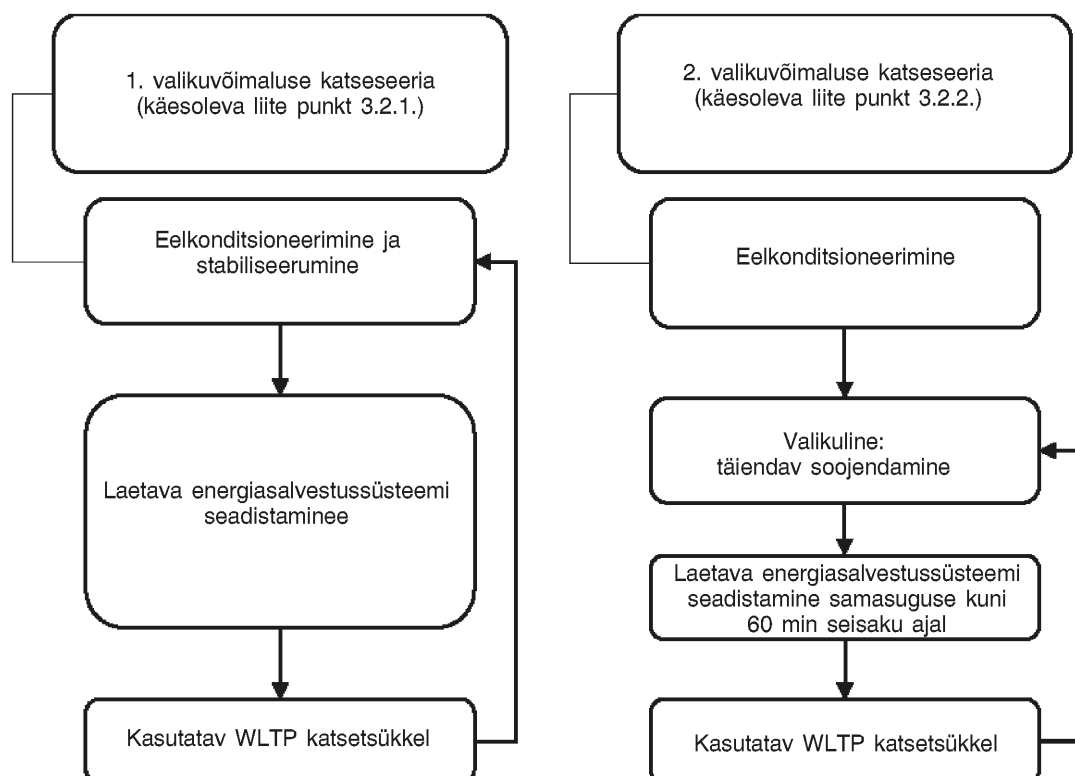 1. valikuvõimaluse katseseeria
(käesoleva liite punkt 3.2.1.)
Eelkonditsioneerimine ja
stabiliseerumine
Laetava energiasalvestussüsteemi
seadistaminee
Kasutatav WLTP katsetsükkel
2. valikuvõimaluse katseseeria
(käesoleva liite punkt 3.2.2.)
Eelkonditsioneerimine
Valikuline:
täiendav soojendamine
Laetava energiasalvestussüsteemi
seadistamine samasuguse kuni
60 min seisaku ajal
Kasutatav WLTP katsetsükkel